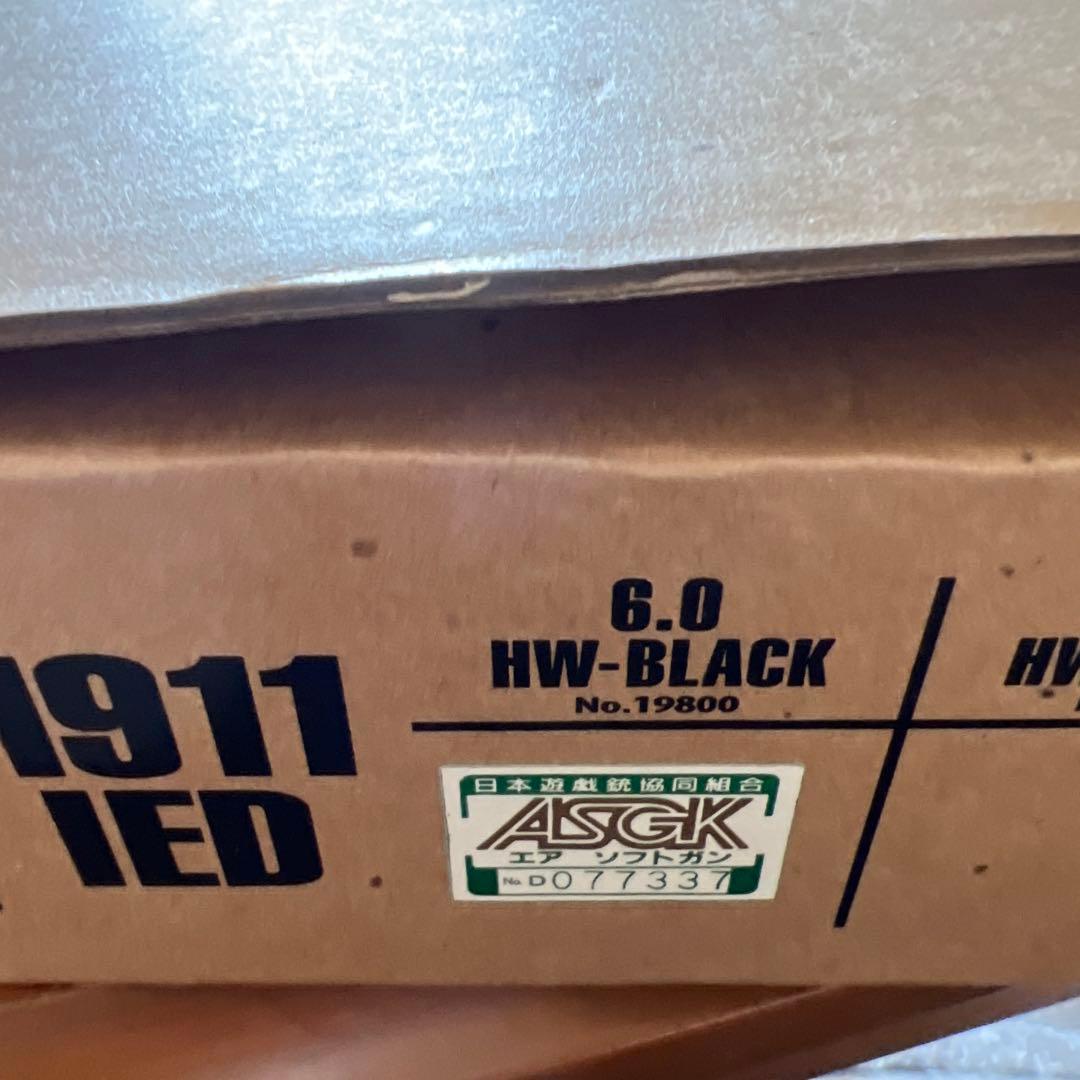 1911
IED
6.0
HW-BLACK
No.19800
HW
日本遊戯銃協同組合
ASGK
エア ソフトガン
No. D077337